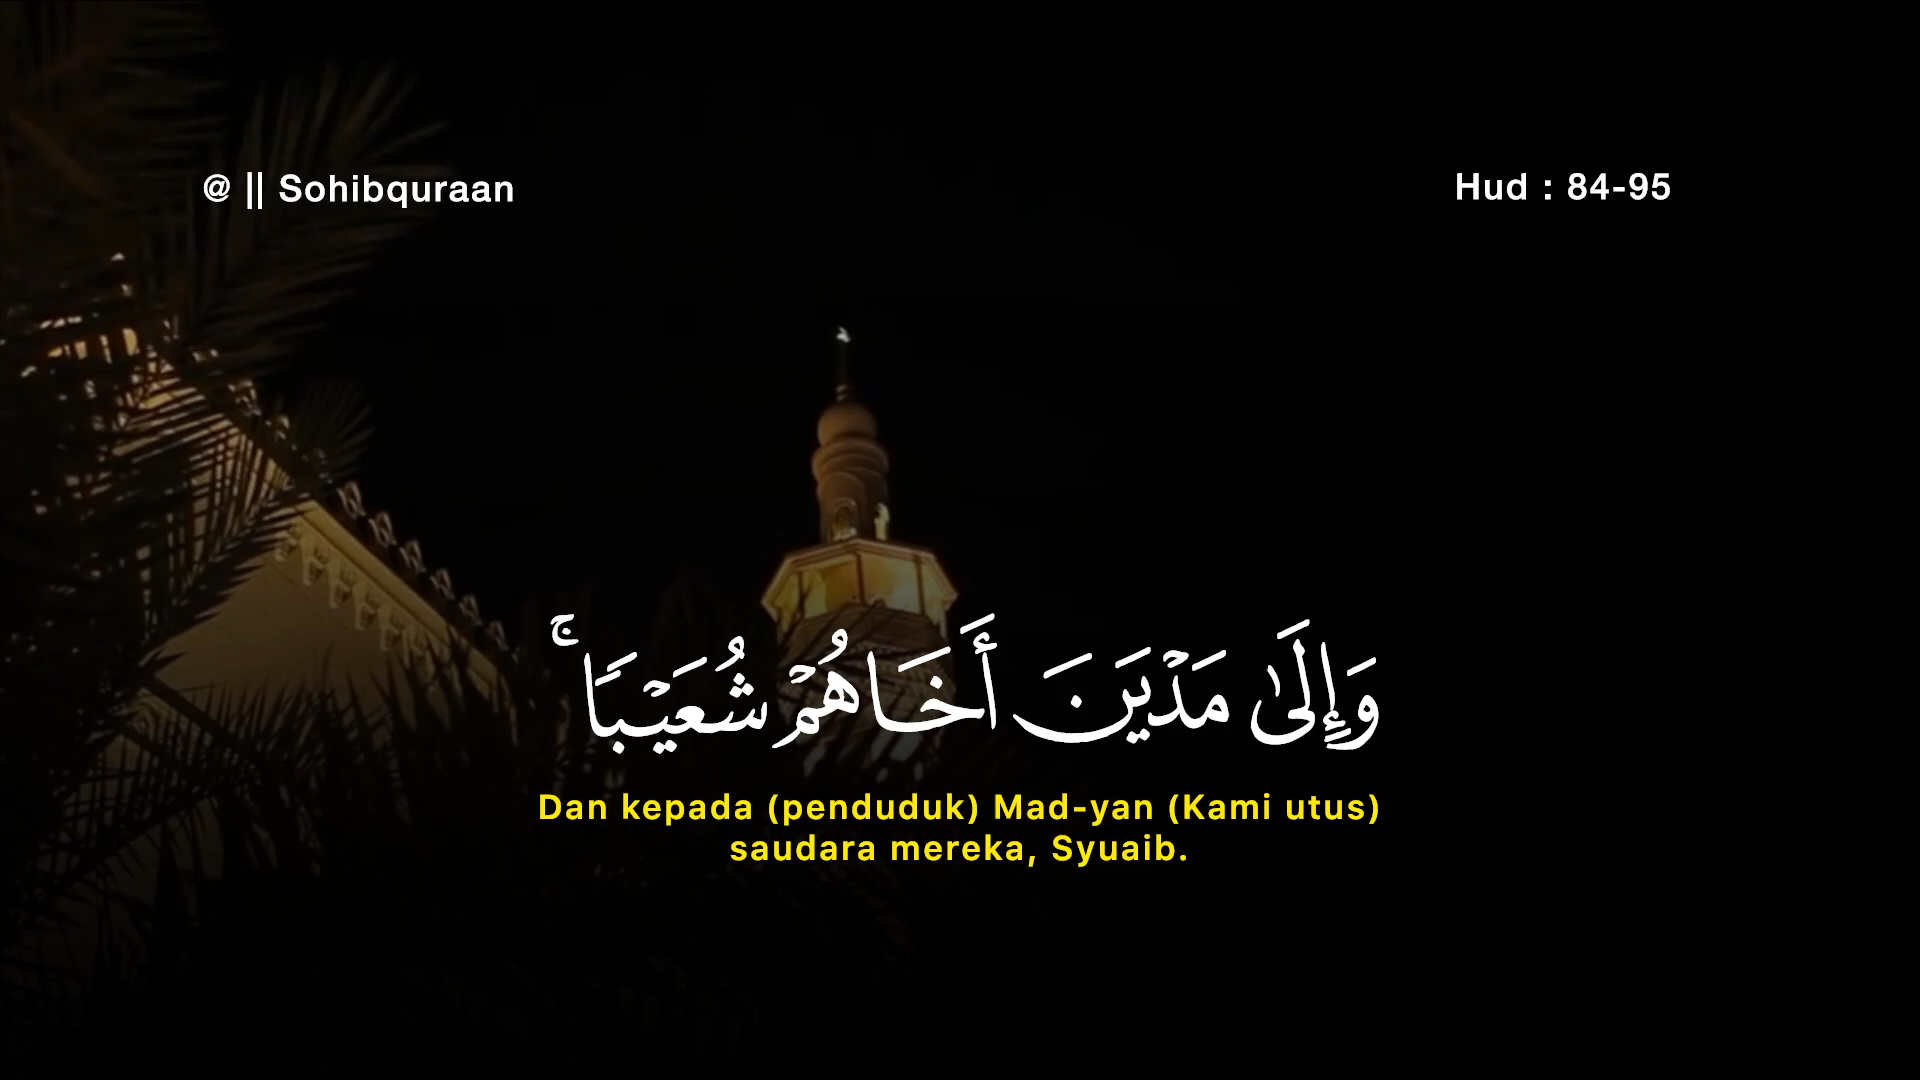 @ || Sohibquraan
Hud : 84-95
وَإِلَىٰ مَدْيَنَ أَخَاهُمْ شُعَيْبًا ۚ
Dan kepada (penduduk) Mad-yan (Kami utus)
saudara mereka, Syuaib.